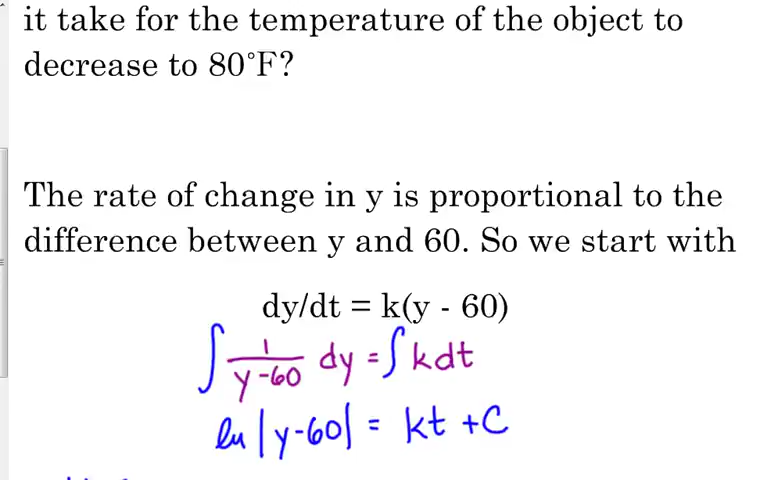 it take for the temperature of the object to
decrease to 80°F?
The rate of change in y is proportional to the
difference between y and 60. So we start with
dy/dt = k(y - 60)
∫ 1/(y-60) dy = ∫ k dt
ln |y-60| = kt + C